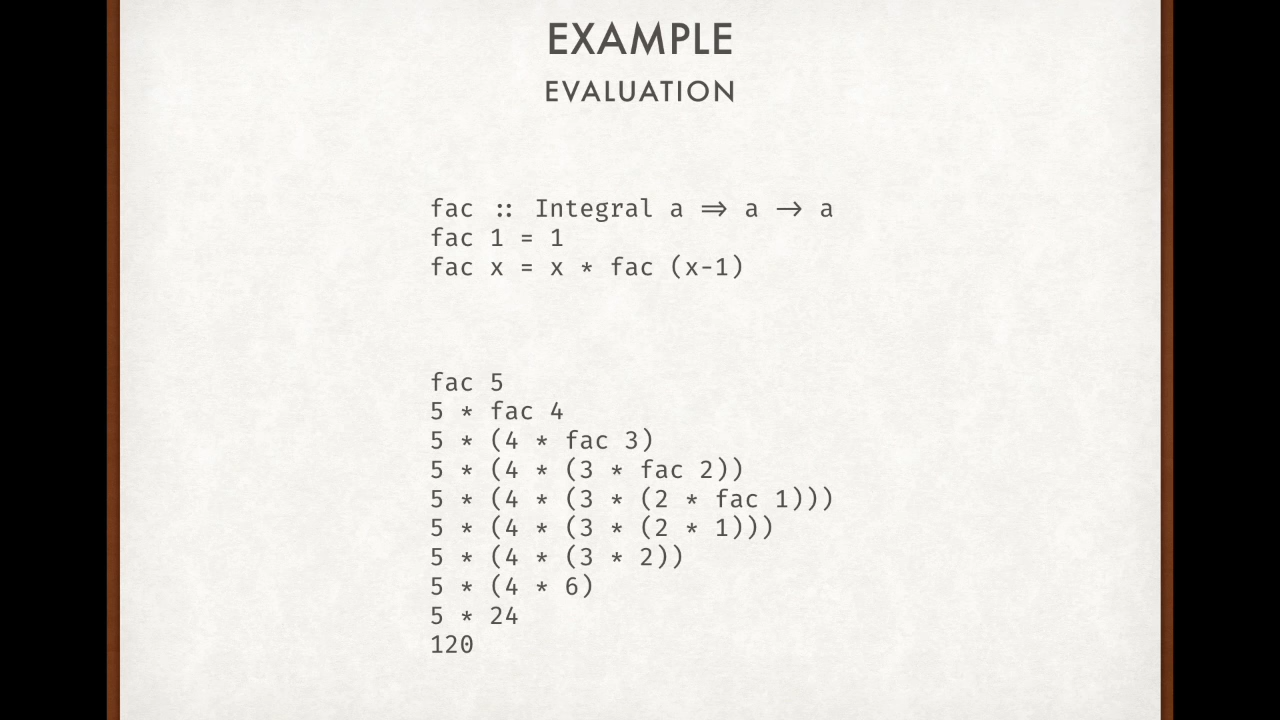 EXAMPLE
EVALUATION
fac :: Integral a ⇒ a → a
fac 1 = 1
fac x = x * fac (x-1)
fac 5
5 * fac 4
5 * (4 * fac 3)
5 * (4 * (3 * fac 2))
5 * (4 * (3 * (2 * fac 1)))
5 * (4 * (3 * (2 * 1)))
5 * (4 * (3 * 2))
5 * (4 * 6)
5 * 24
120